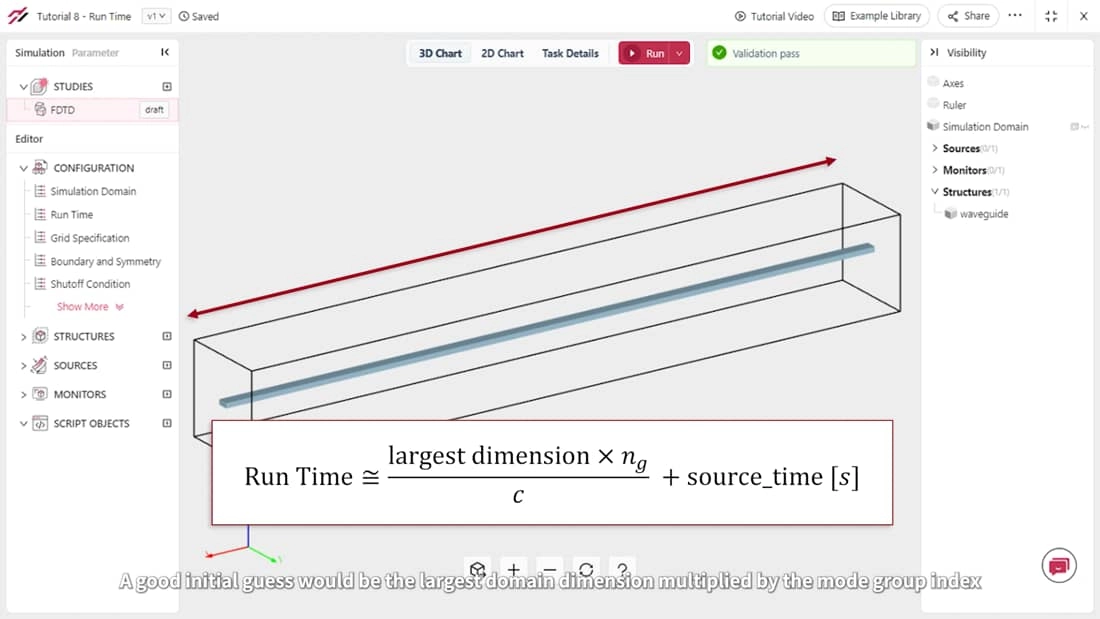 Tutorial 8 - Run Time
v1
Saved
Tutorial Video
Example Library
Share
Simulation Parameter
3D Chart
2D Chart
Task Details
Run
Validation pass
Visibility
STUDIES
FDTD
draft
Editor
CONFIGURATION
Simulation Domain
Run Time
Grid Specification
Boundary and Symmetry
Shutoff Condition
Show More
STRUCTURES
SOURCES
MONITORS
SCRIPT OBJECTS
Axes
Ruler
Simulation Domain
Sources(0/1)
Monitors(0/1)
Structures(1/1)
waveguide
Run Time ≅ largest dimension × n_g / c + source_time [s]
A good initial guess would be the largest domain dimension multiplied by the mode group index